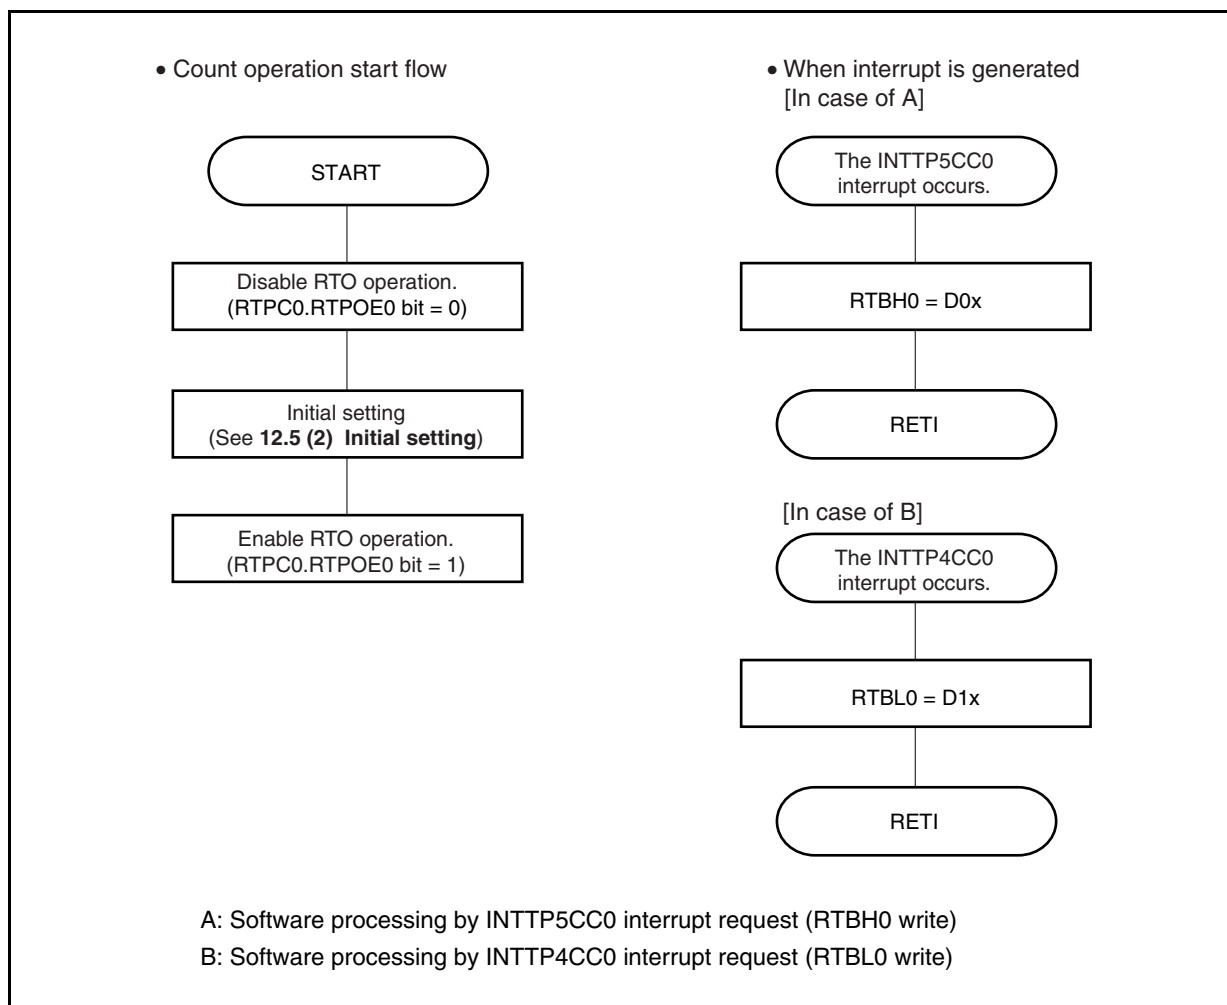 • Count operation start flow
START
Disable RTO operation.
(RTPC0.RTPOE0 bit = 0)
Initial setting
(See 12.5 (2) Initial setting)
Enable RTO operation.
(RTPC0.RTPOE0 bit = 1)
• When interrupt is generated
[In case of A]
The INTTP5CC0
interrupt occurs.
RTBH0 = D0x
RETI
[In case of B]
The INTTP4CC0
interrupt occurs.
RTBL0 = D1x
RETI
A: Software processing by INTTP5CC0 interrupt request (RTBH0 write)
B: Software processing by INTTP4CC0 interrupt request (RTBL0 write)